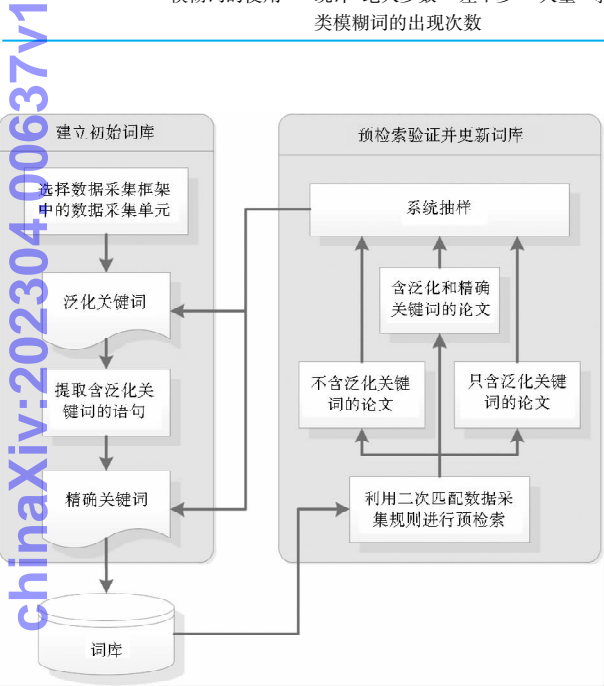 类模糊词的出现次数
chinaXiv:202304.00637v1
建立初始词库
选择数据采集框架
中的数据采集单元
泛化关键词
提取含泛化关
键词的语句
精确关键词
词库
预检索验证并更新词库
系统抽样
含泛化和精确
关键词的论文
不含泛化关键
词的论文
只含泛化关键
词的论文
利用二次匹配数据采
集规则进行预检索